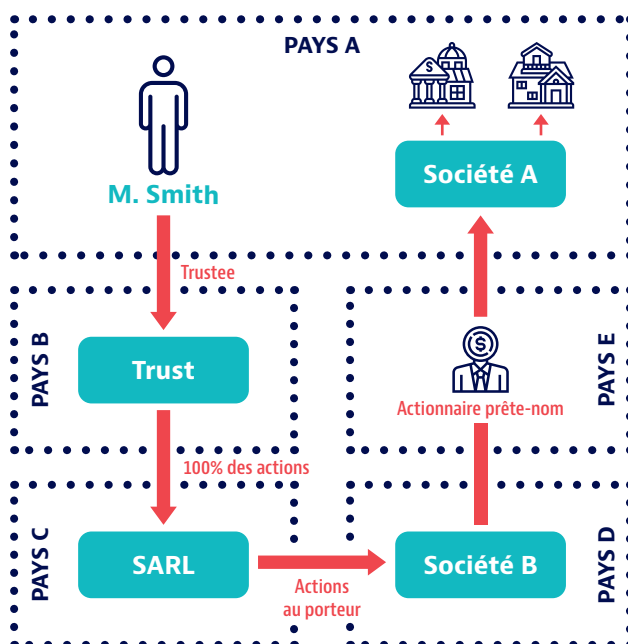 PAYS A
$
M. Smith
Société A
Trustee
PAYS B
Trust
PAYS E
$
Actionnaire prête-nom
100% des actions
PAYS C
SARL
Actions
au porteur
Société B
PAYS D